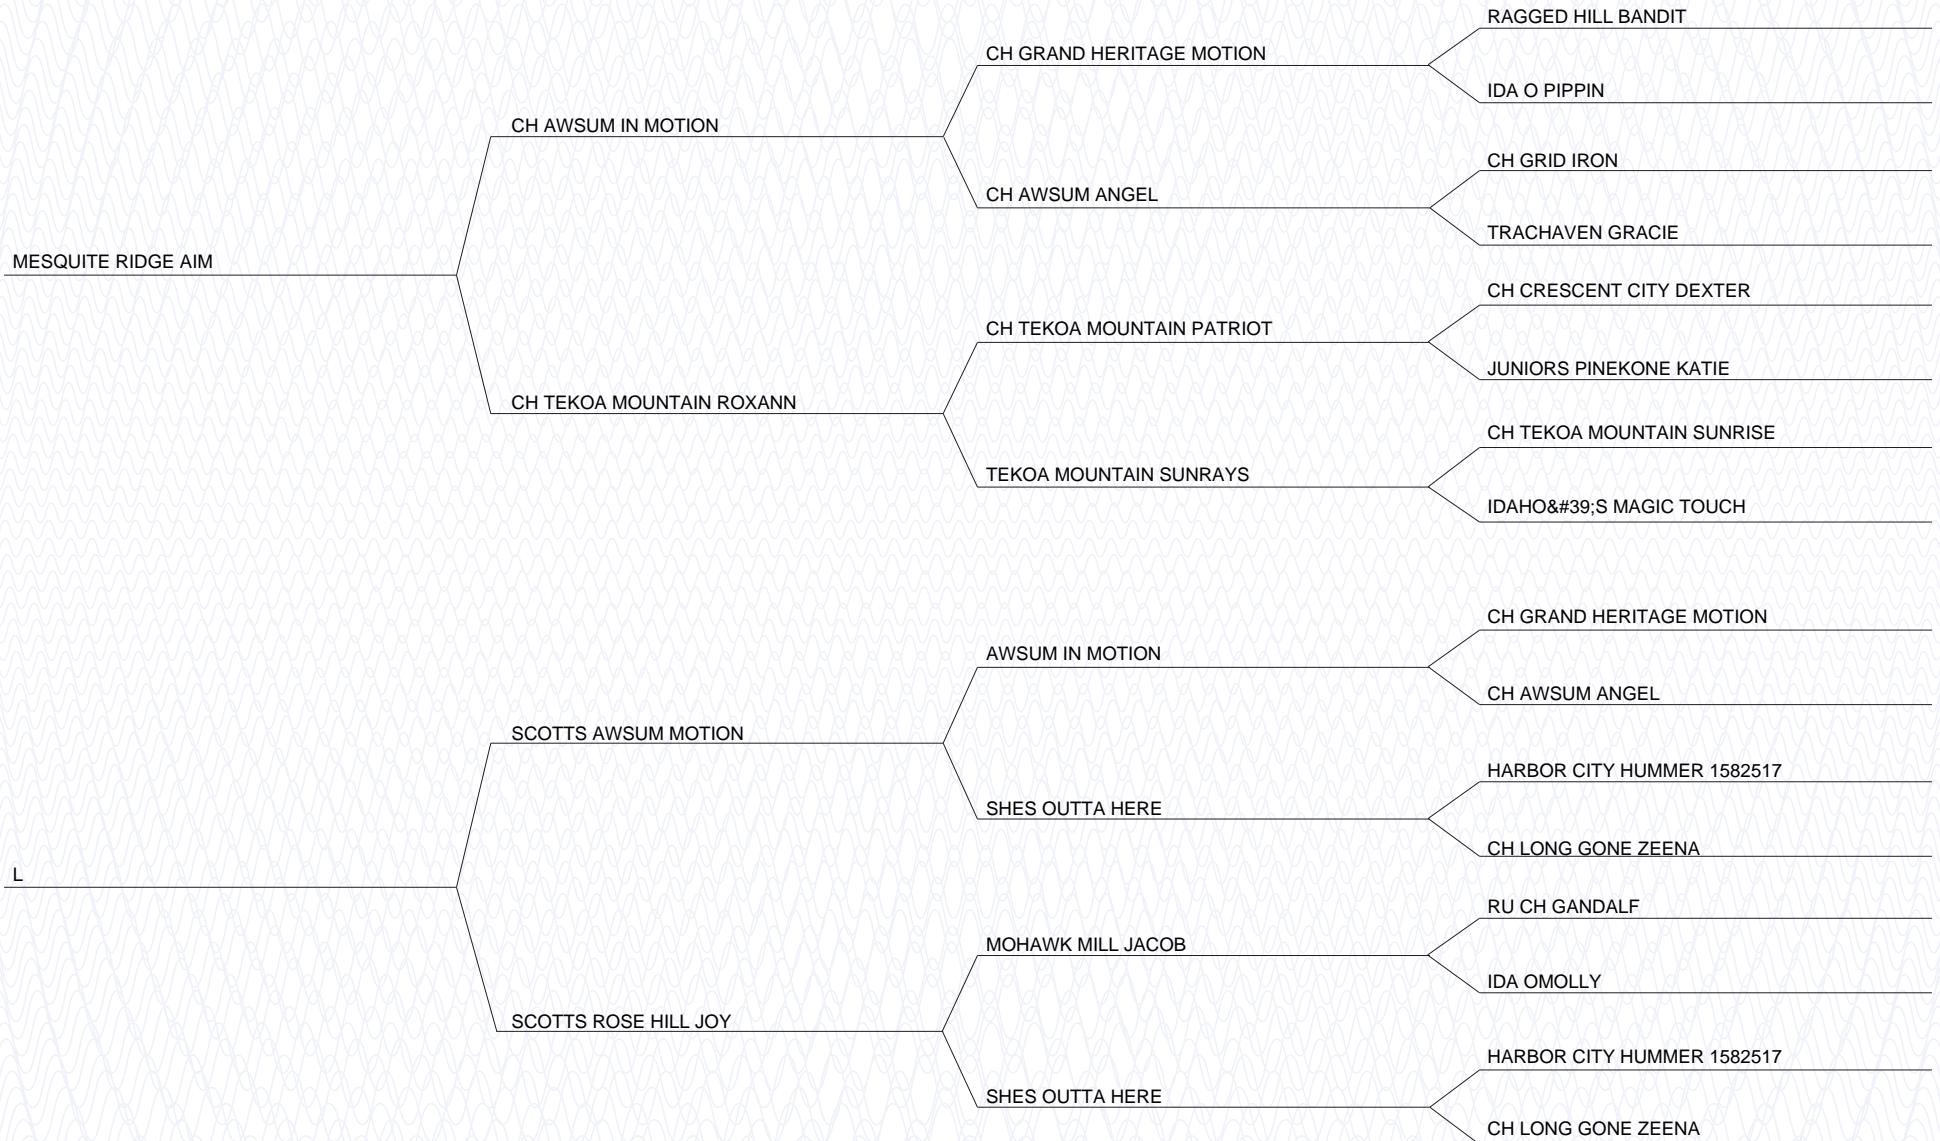 RAGGED HILL BANDIT
CH GRAND HERITAGE MOTION
IDA O PIPPIN
CH AWSUM IN MOTION
CH GRID IRON
CH AWSUM ANGEL
TRACHAVEN GRACIE
MESQUITE RIDGE AIM
CH CRESCENT CITY DEXTER
CH TEKOA MOUNTAIN PATRIOT
JUNIORS PINEKONE KATIE
CH TEKOA MOUNTAIN ROXANN
CH TEKOA MOUNTAIN SUNRISE
TEKOA MOUNTAIN SUNRAYS
IDAHO&#39;S MAGIC TOUCH
CH GRAND HERITAGE MOTION
AWSUM IN MOTION
CH AWSUM ANGEL
SCOTTS AWSUM MOTION
HARBOR CITY HUMMER 1582517
SHES OUTTA HERE
CH LONG GONE ZEENA
L
RU CH GANDALF
MOHAWK MILL JACOB
IDA OMOLLY
SCOTTS ROSE HILL JOY
HARBOR CITY HUMMER 1582517
SHES OUTTA HERE
CH LONG GONE ZEENA